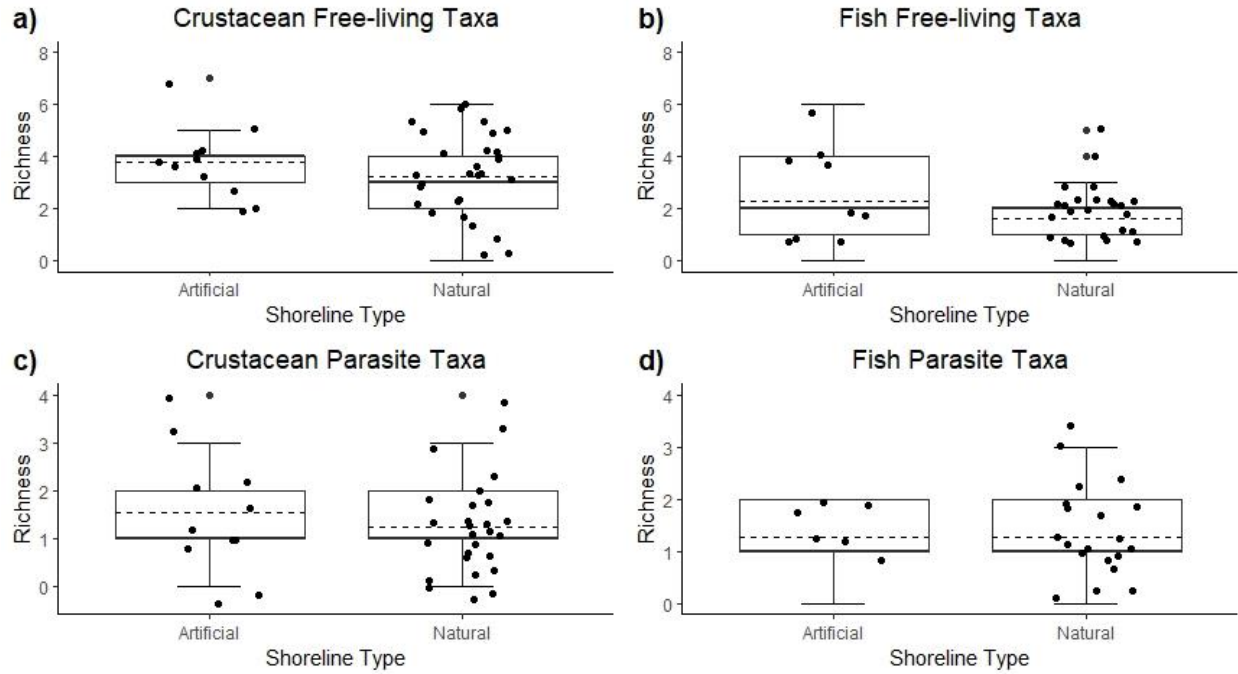 a) Crustacean Free-living Taxa
8
6
4
2
0
Richness
Artificial Natural
Shoreline Type
b) Fish Free-living Taxa
8
6
4
2
0
Richness
Artificial Natural
Shoreline Type
c) Crustacean Parasite Taxa
4
3
2
1
0
Richness
Artificial Natural
Shoreline Type
d) Fish Parasite Taxa
4
3
2
1
0
Richness
Artificial Natural
Shoreline Type